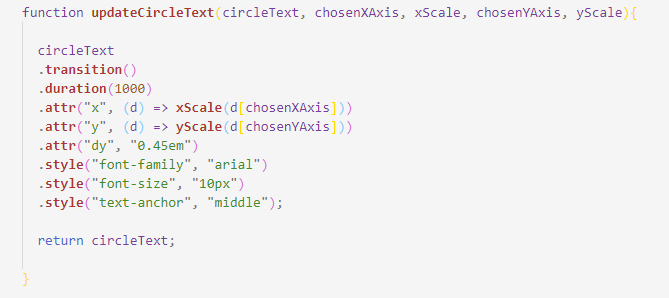 function updateCircleText(circleText, chosenXAxis, xScale, chosenYAxis, yScale){
circleText
.transition()
.duration(1000)
.attr("x", (d) => xScale(d[chosenXAxis]))
.attr("y", (d) => yScale(d[chosenYAxis]))
.attr("dy", "0.45em")
.style("font-family", "arial")
.style("font-size", "10px")
.style("text-anchor", "middle");
return circleText;
}